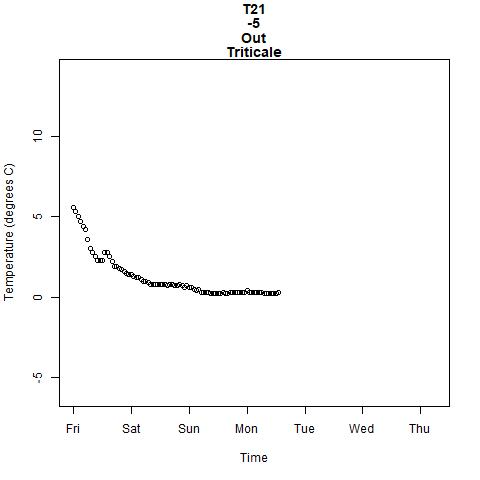 T21
-5
Out
Triticale
Temperature (degrees C)
10
5
0
-5
Fri Sat Sun Mon Tue Wed Thu
Time